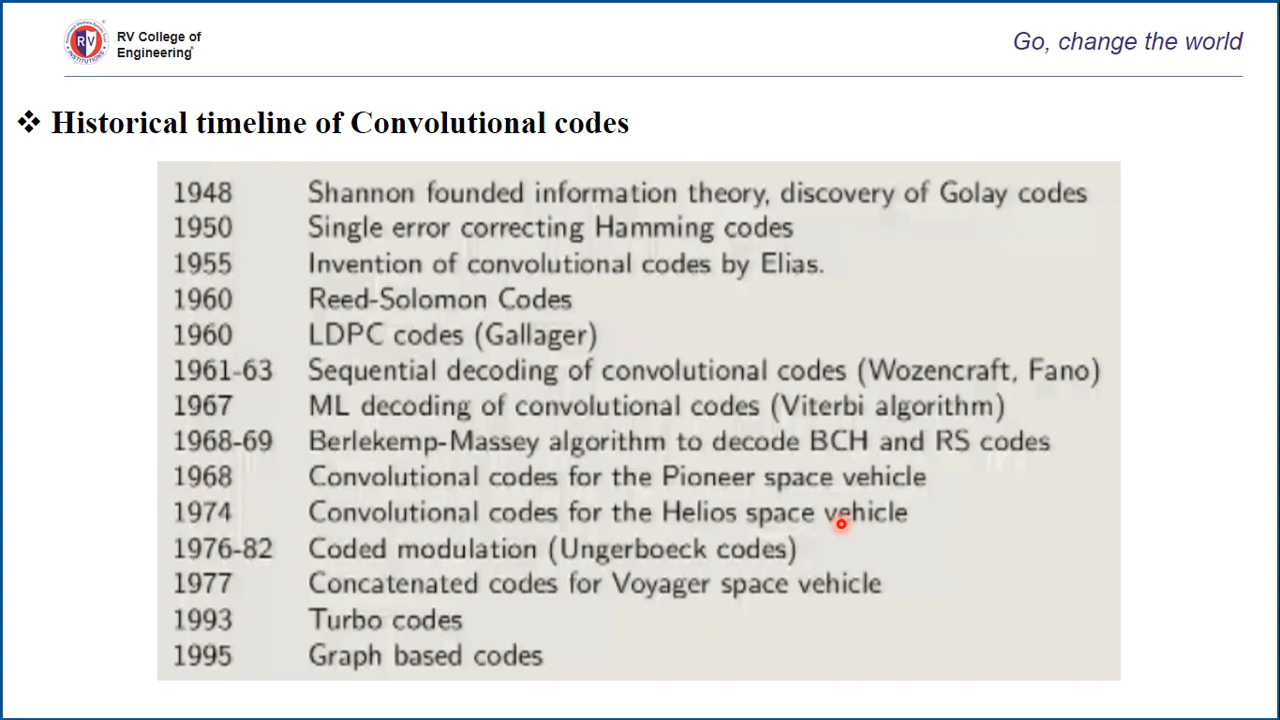 RV College of
Engineering
Go, change the world
❖ Historical timeline of Convolutional codes
1948 Shannon founded information theory, discovery of Golay codes
1950 Single error correcting Hamming codes
1955 Invention of convolutional codes by Elias.
1960 Reed-Solomon Codes
1960 LDPC codes (Gallager)
1961-63 Sequential decoding of convolutional codes (Wozencraft, Fano)
1967 ML decoding of convolutional codes (Viterbi algorithm)
1968-69 Berlekemp-Massey algorithm to decode BCH and RS codes
1968 Convolutional codes for the Pioneer space vehicle
1974 Convolutional codes for the Helios space vehicle
1976-82 Coded modulation (Ungerboeck codes)
1977 Concatenated codes for Voyager space vehicle
1993 Turbo codes
1995 Graph based codes